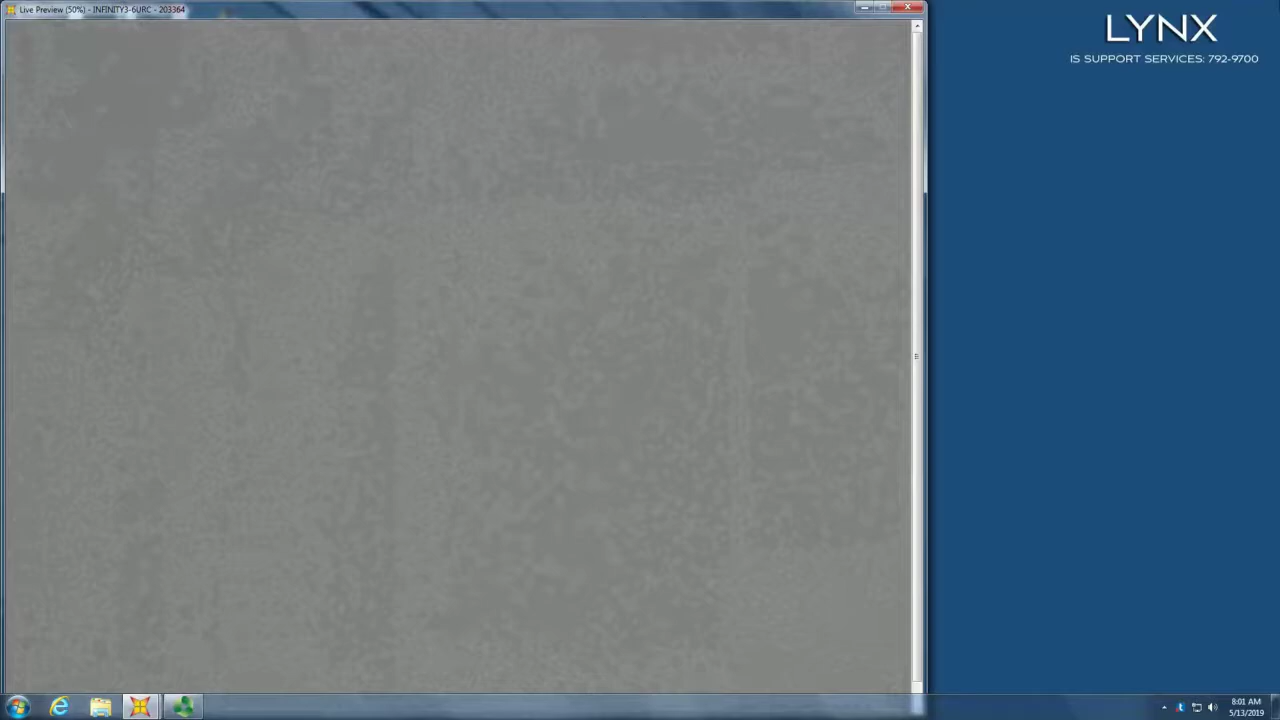 Live Preview (50%) - INFINITY3-6URC - 203364
LYNX
IS SUPPORT SERVICES: 792-9700
8:01 AM
5/13/2019